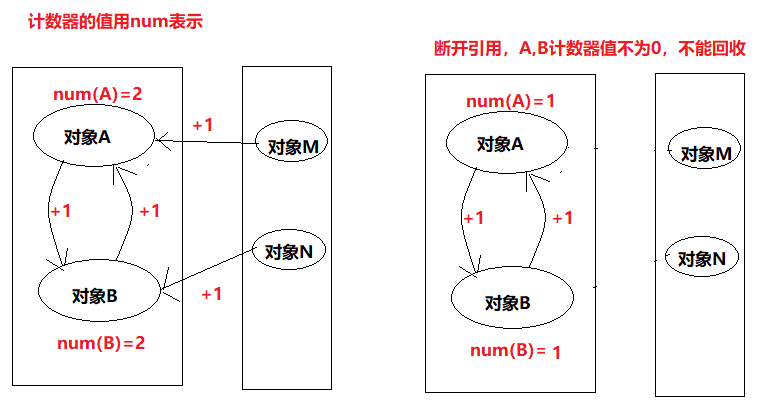 计数器的值用num表示
num(A)=2
对象A
+1
对象M
+1
+1
对象N
对象B
+1
num(B)=2
断开引用，A,B计数器值不为0，不能回收
num(A)=1
对象A
对象M
+1
+1
对象N
对象B
num(B)= 1